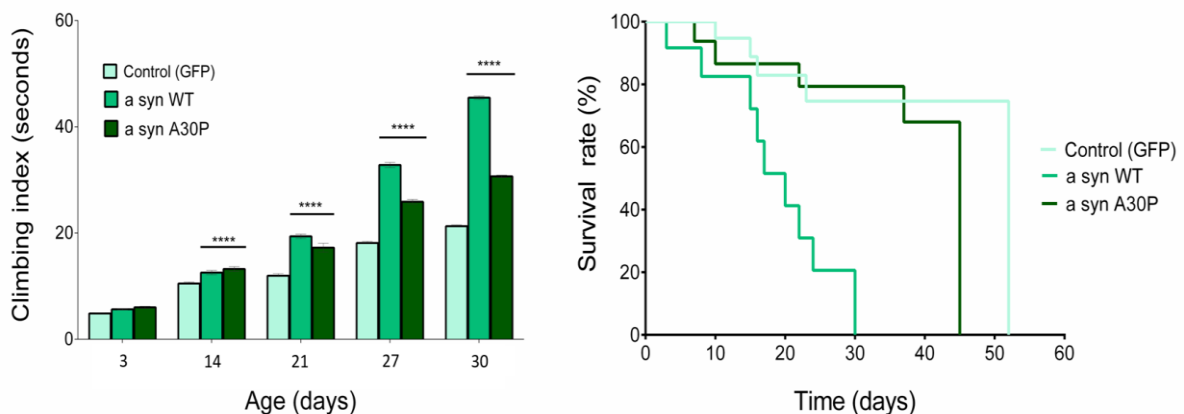 60
40
20
0
Climbing index (seconds)
Control (GFP)
a syn WT
a syn A30P
****
****
****
****
3 14 21 27 30
Age (days)
100
80
60
40
20
0
Survival rate (%)
0 10 20 30 40 50 60
Time (days)
Control (GFP)
a syn WT
a syn A30P